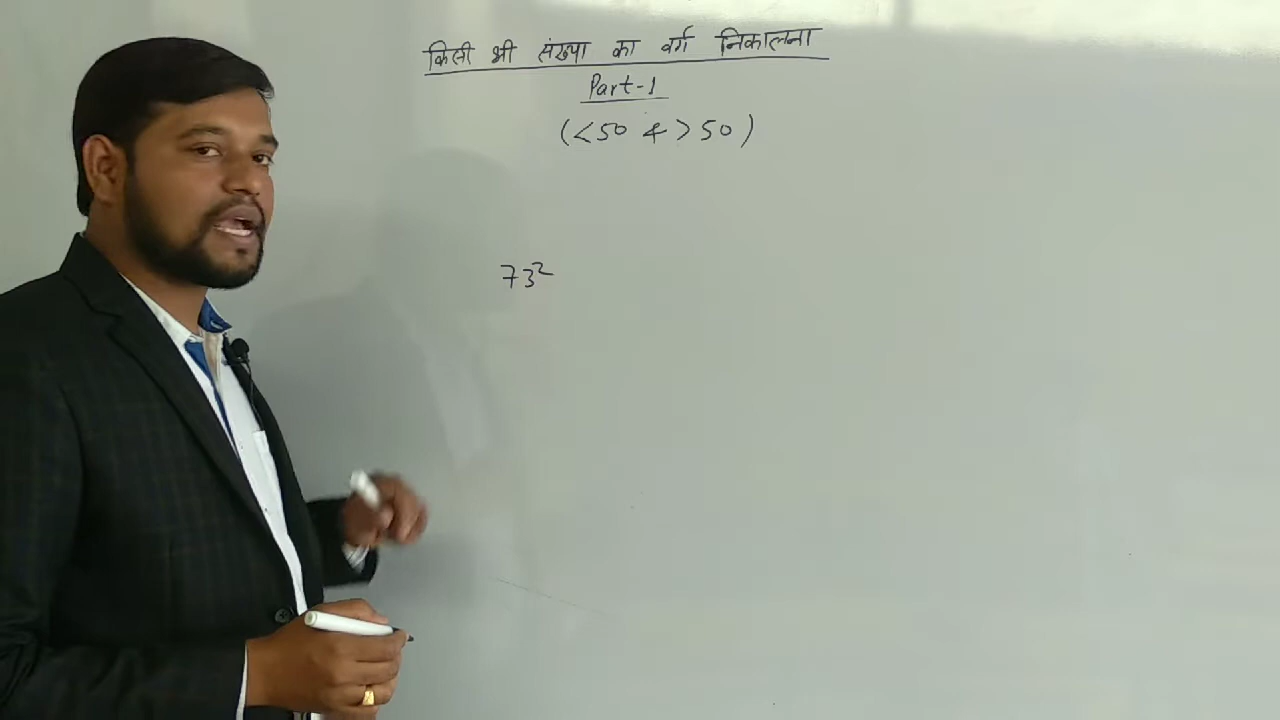 किसी भी संख्या का वर्ग निकालना
Part-1
(<50 & >50)
73²